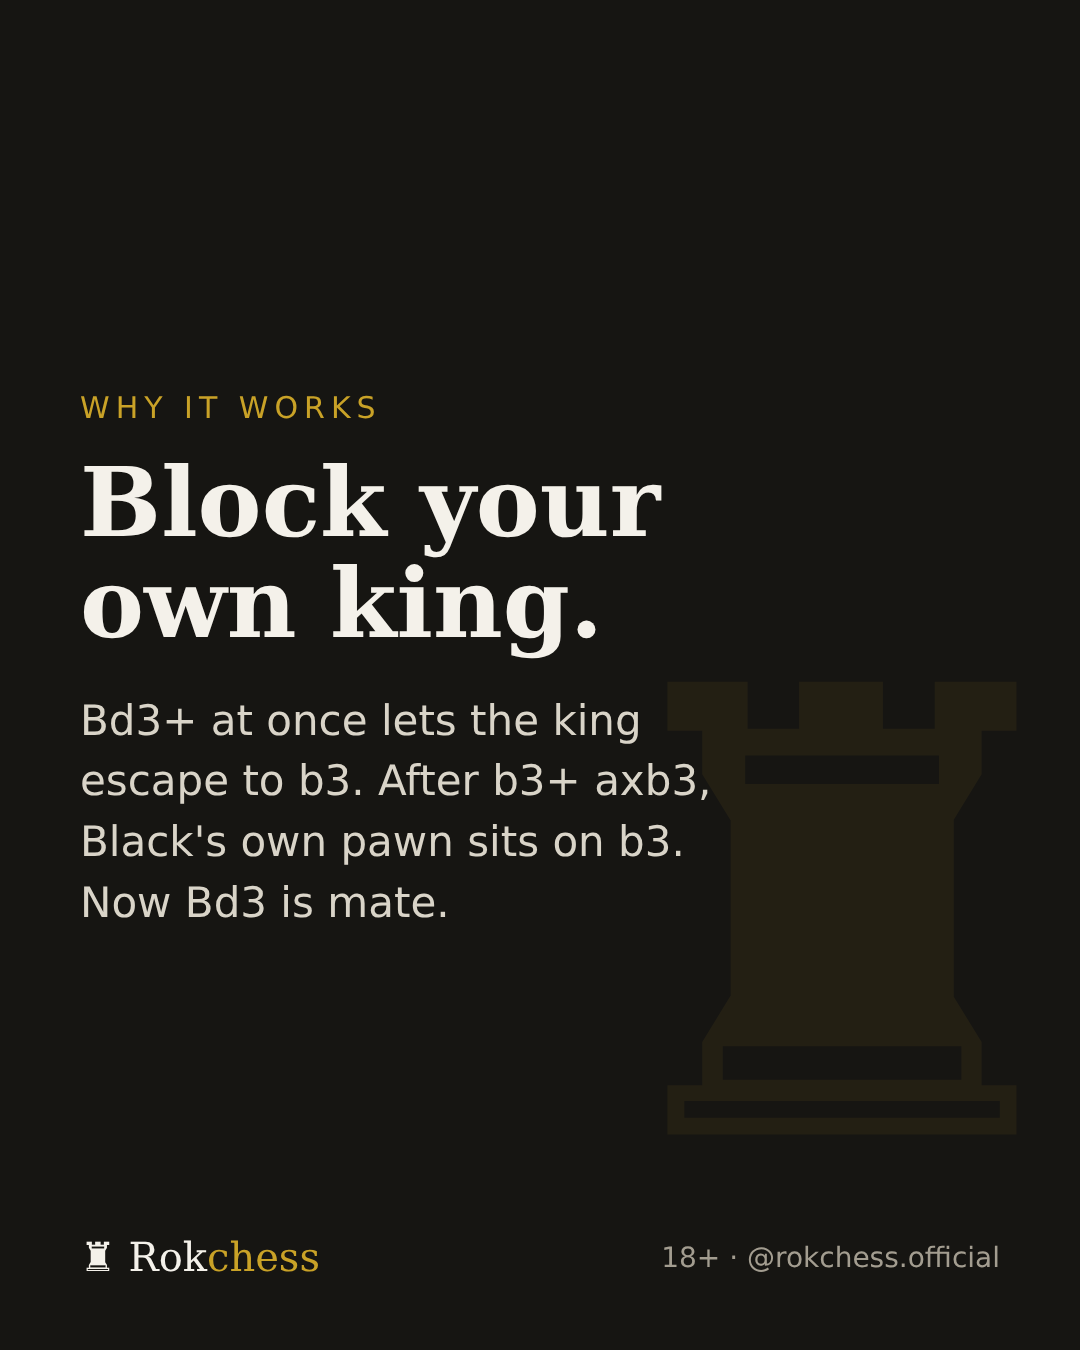 WHY IT WORKS
Block your
own king.
Bd3+ at once lets the king
escape to b3. After b3+ axb3,
Black's own pawn sits on b3.
Now Bd3 is mate.
♜ Rokchess
18+ · @rokchess.official